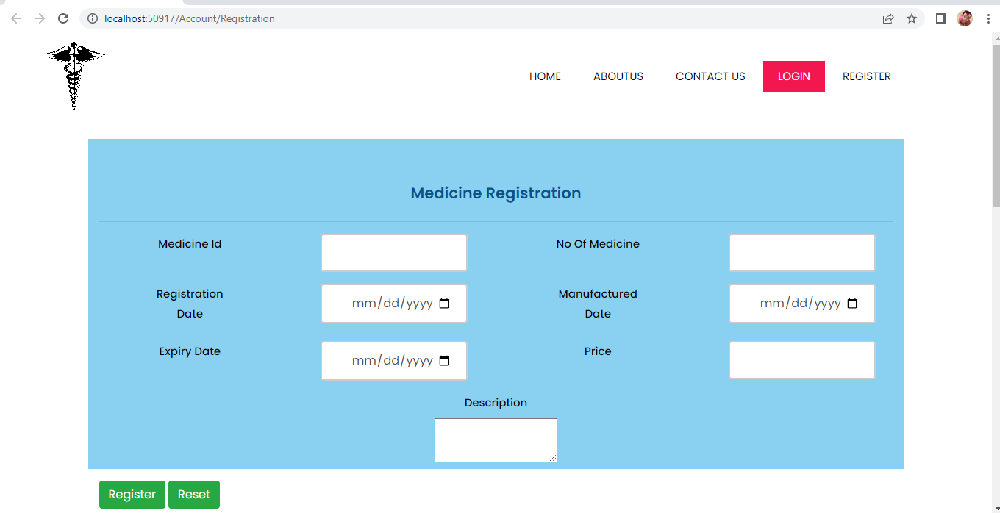 localhost:50917/Account/Registration
HOME ABOUTUS CONTACT US LOGIN REGISTER
Medicine Registration
Medicine Id
No Of Medicine
Registration
Date
mm/dd/yyyy
Manufactured
Date
mm/dd/yyyy
Expiry Date
mm/dd/yyyy
Price
Description
Register Reset